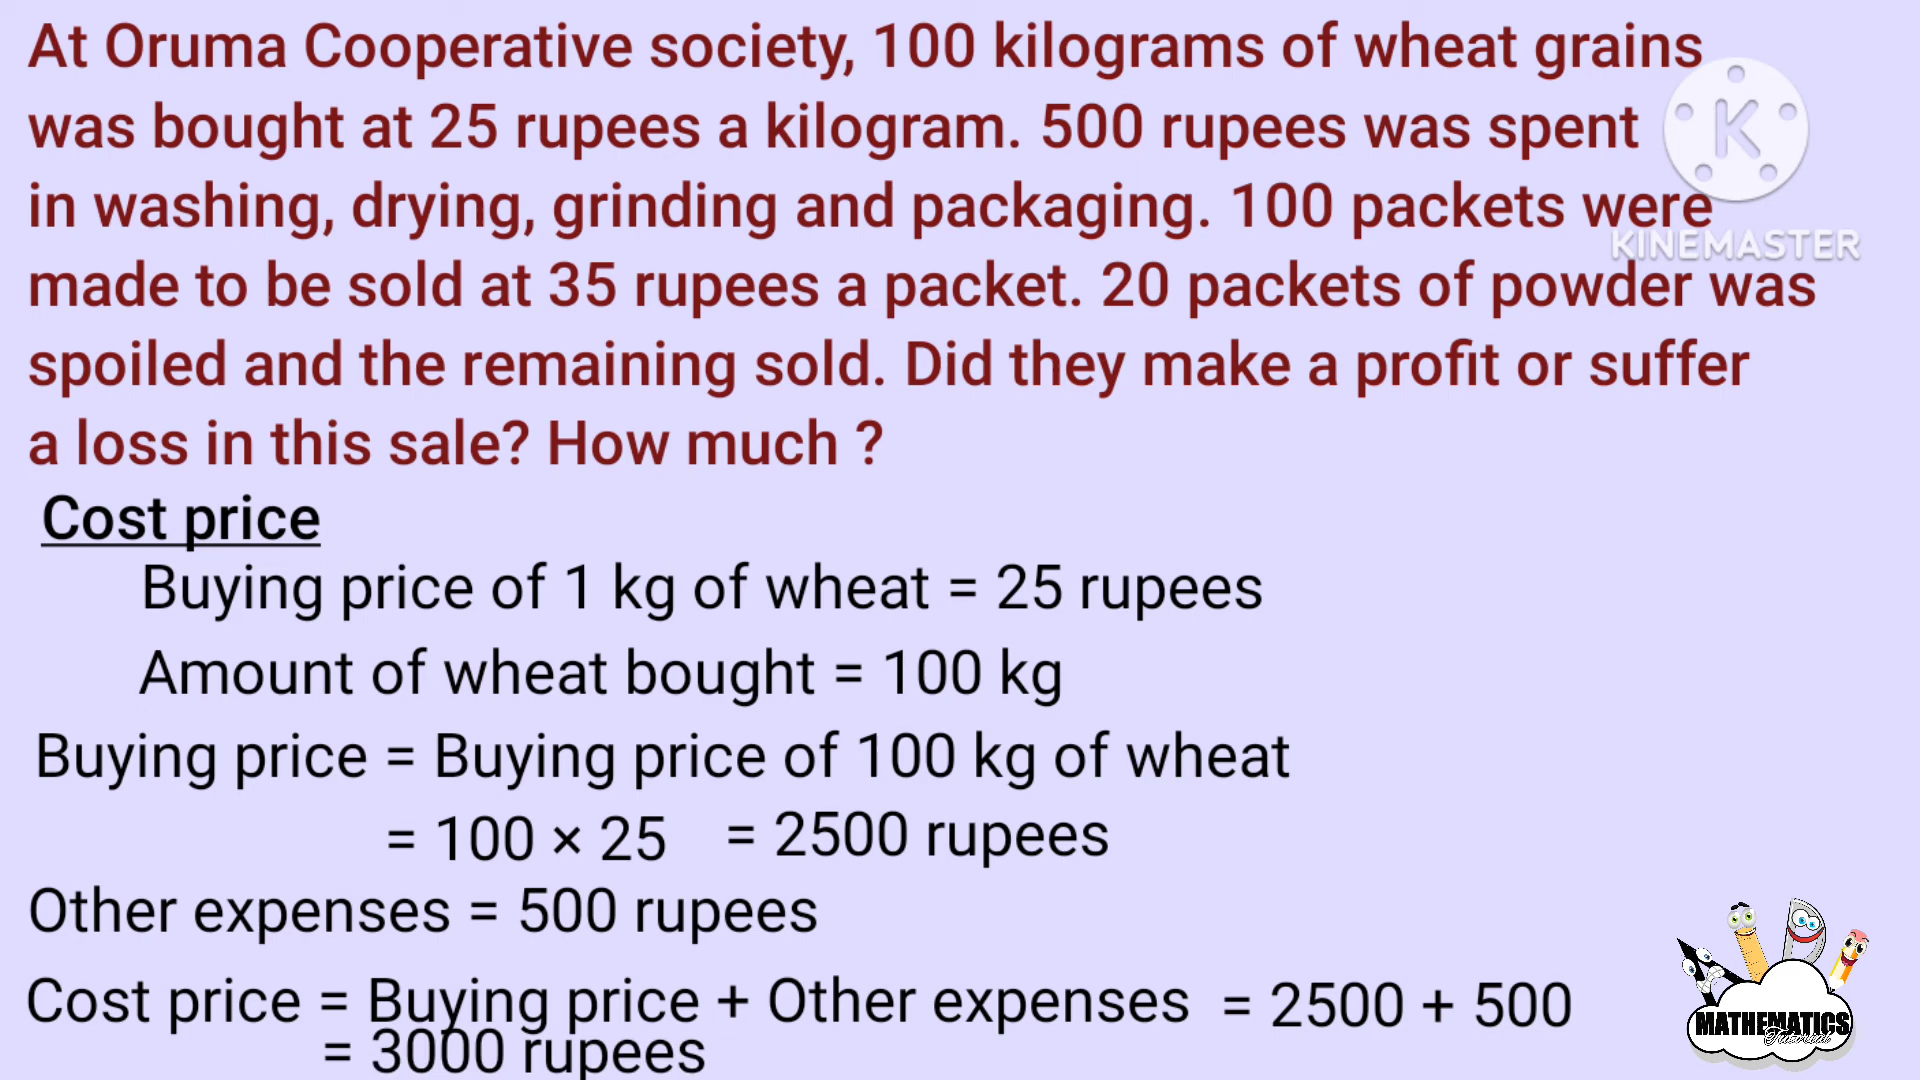 At Oruma Cooperative society, 100 kilograms of wheat grains
was bought at 25 rupees a kilogram. 500 rupees was spent
in washing, drying, grinding and packaging. 100 packets were
made to be sold at 35 rupees a packet. 20 packets of powder was
spoiled and the remaining sold. Did they make a profit or suffer
a loss in this sale? How much ?
K
KINEMASTER
Cost price
Buying price of 1 kg of wheat = 25 rupees
Amount of wheat bought = 100 kg
Buying price = Buying price of 100 kg of wheat
= 100 × 25 = 2500 rupees
Other expenses = 500 rupees
Cost price = Buying price + Other expenses = 2500 + 500
= 3000 rupees
MATHEMATICS
Tutorial